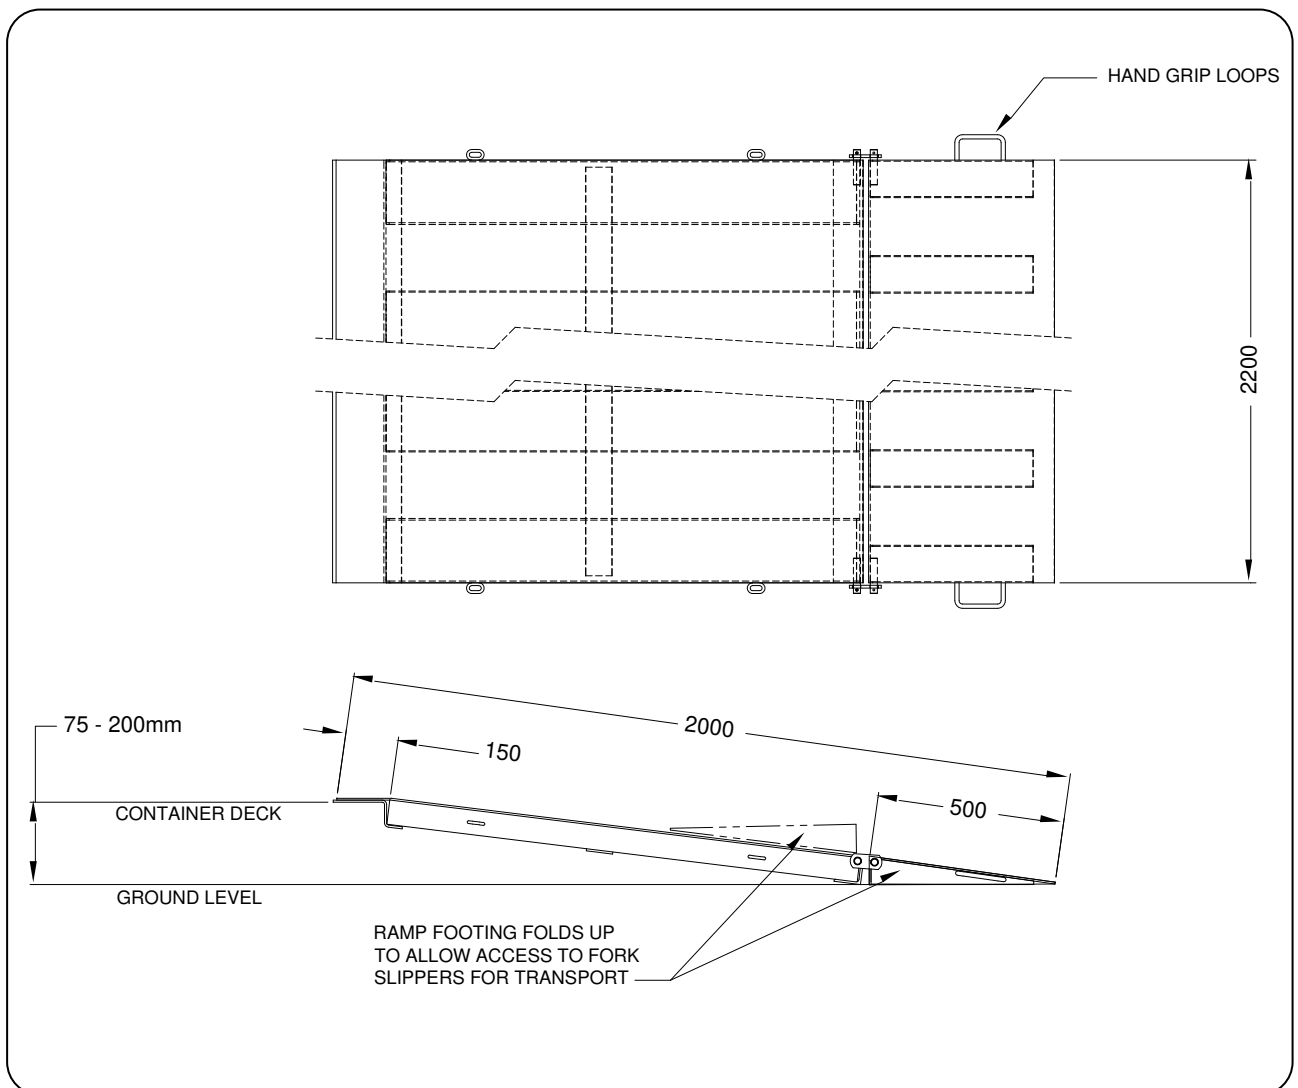 HAND GRIP LOOPS
2200
75 - 200mm
2000
150
500
CONTAINER DECK
GROUND LEVEL
RAMP FOOTING FOLDS UP
TO ALLOW ACCESS TO FORK
SLIPPERS FOR TRANSPORT